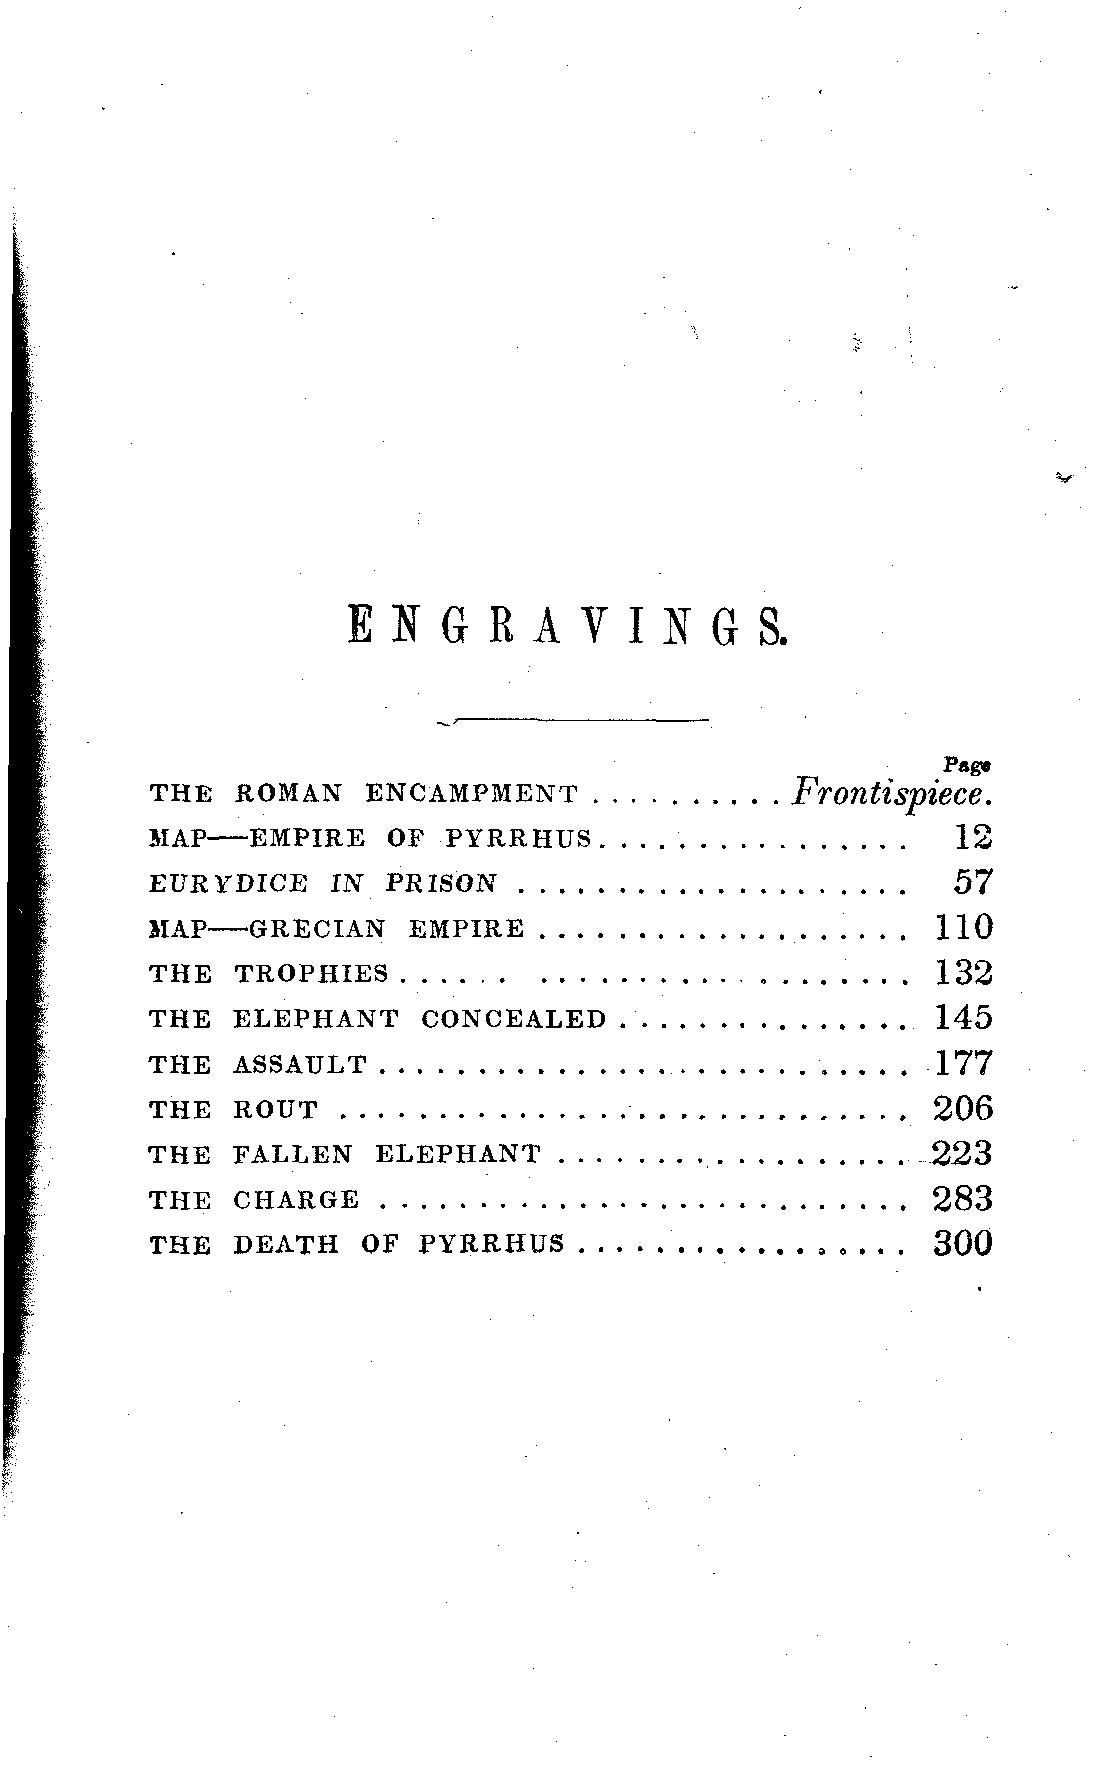 ENGRAVINGS.
Page
THE ROMAN ENCAMPMENT .......... Frontispiece.
MAP—EMPIRE OF PYRRHUS................ 12
EURYDICE IN PRISON .................... 57
MAP—GRECIAN EMPIRE ................... 110
THE TROPHIES...... ................... 132
THE ELEPHANT CONCEALED ............... 145
THE ASSAULT ........................... 177
THE ROUT ............................. 206
THE FALLEN ELEPHANT .................. 223
THE CHARGE ........................... 283
THE DEATH OF PYRRHUS ................. 300